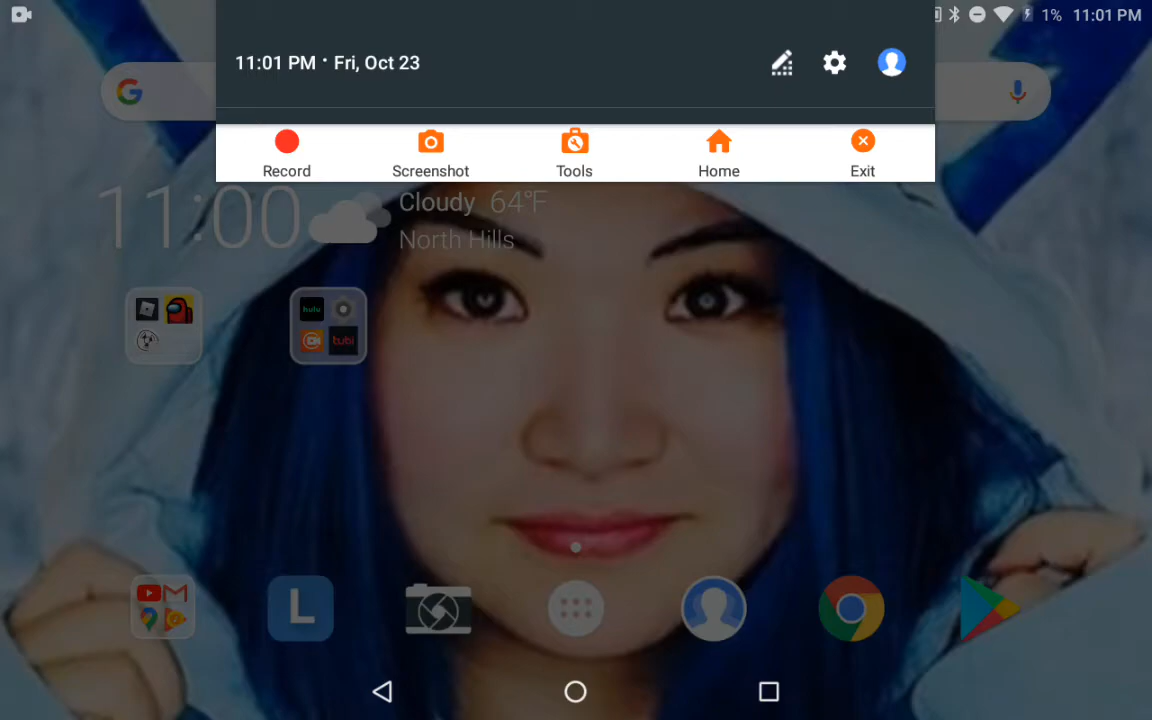 1% 11:01 PM
11:01 PM · Fri, Oct 23
Record Screenshot Tools Home Exit
11:00 Cloudy 64°F
North Hills
hulu
tubi
L